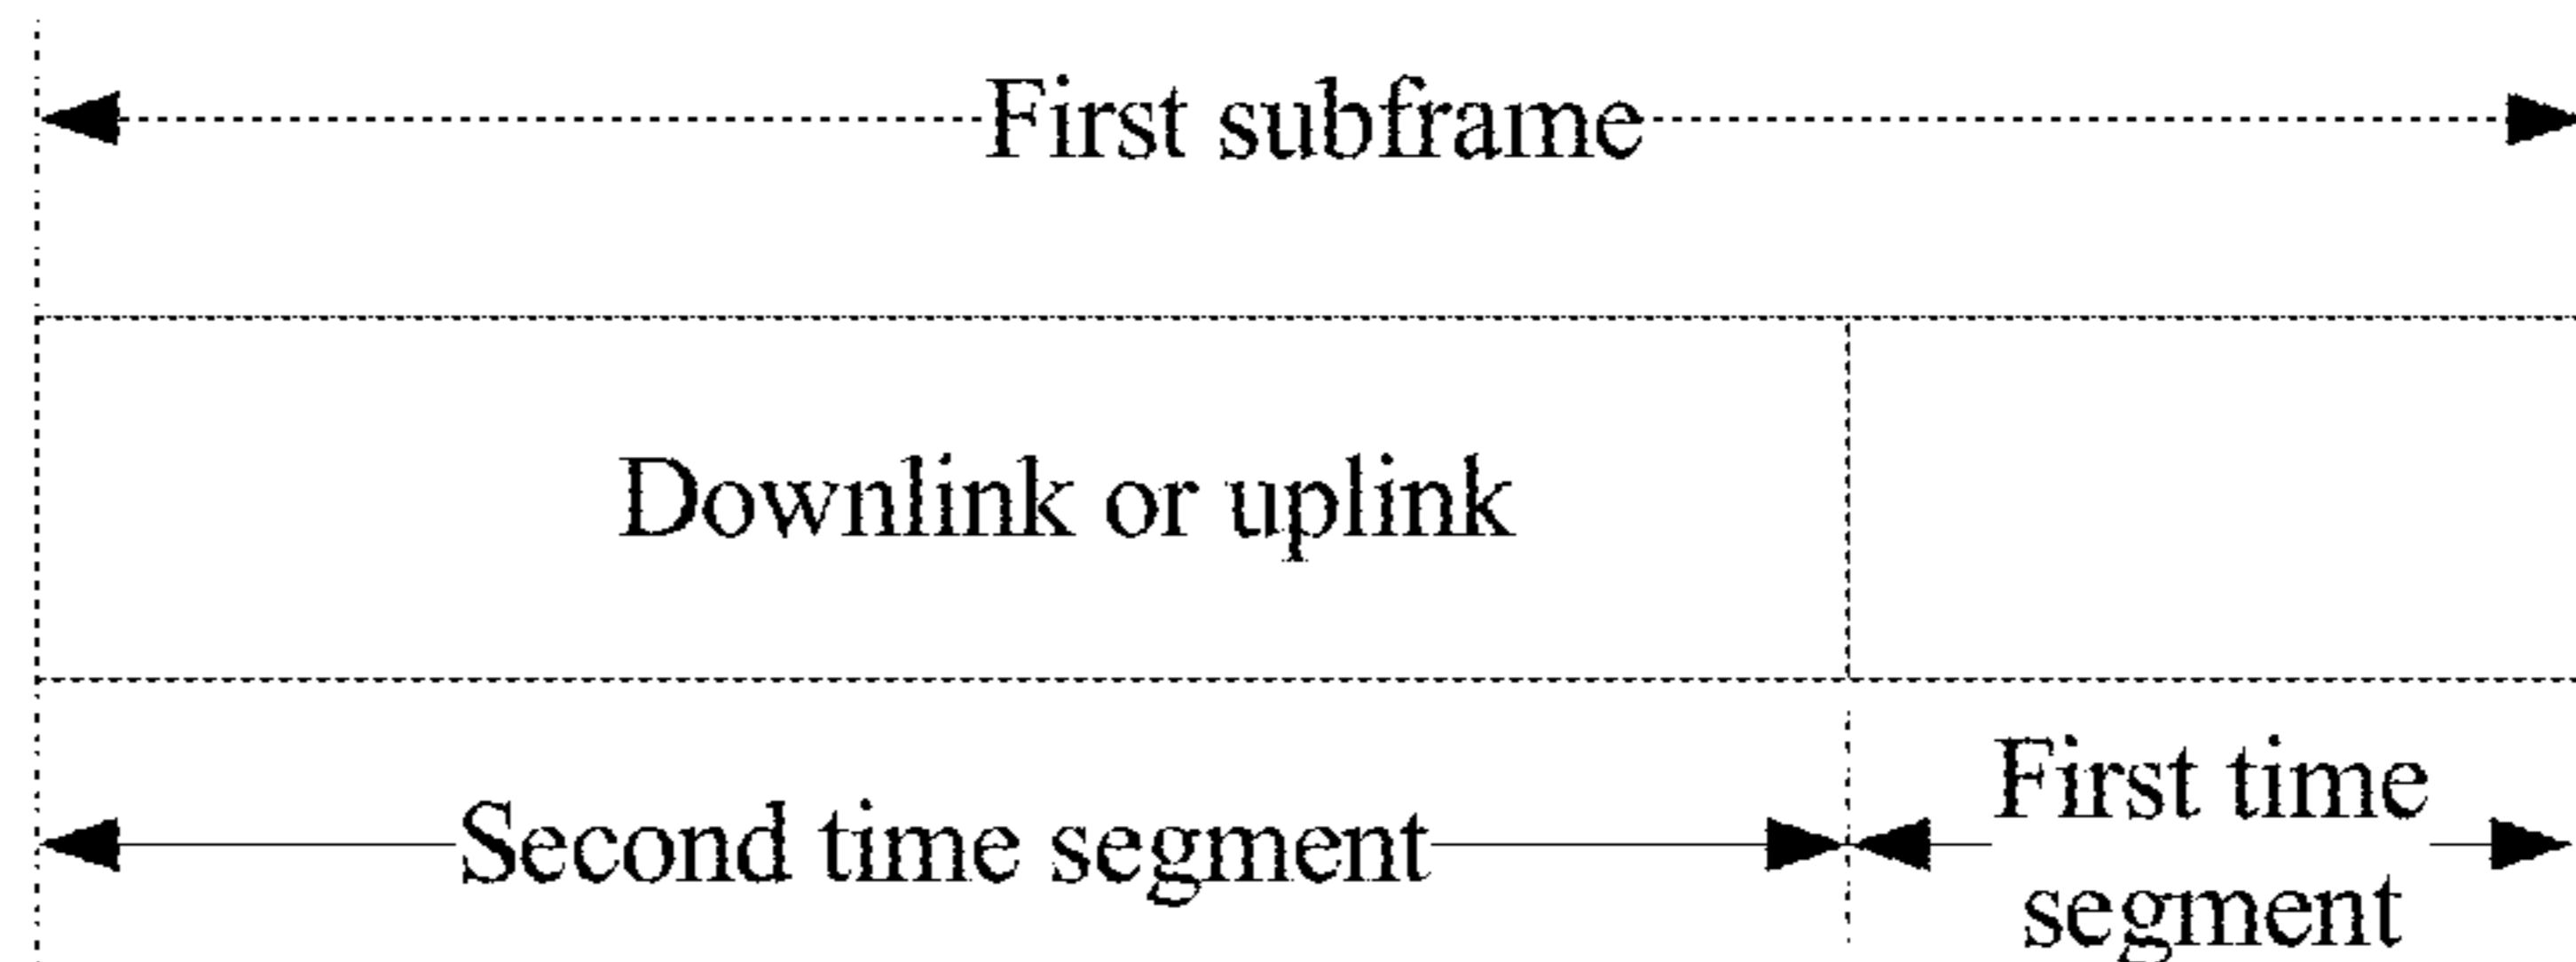 First subframe
Downlink or uplink
Second time segment
First time
segment